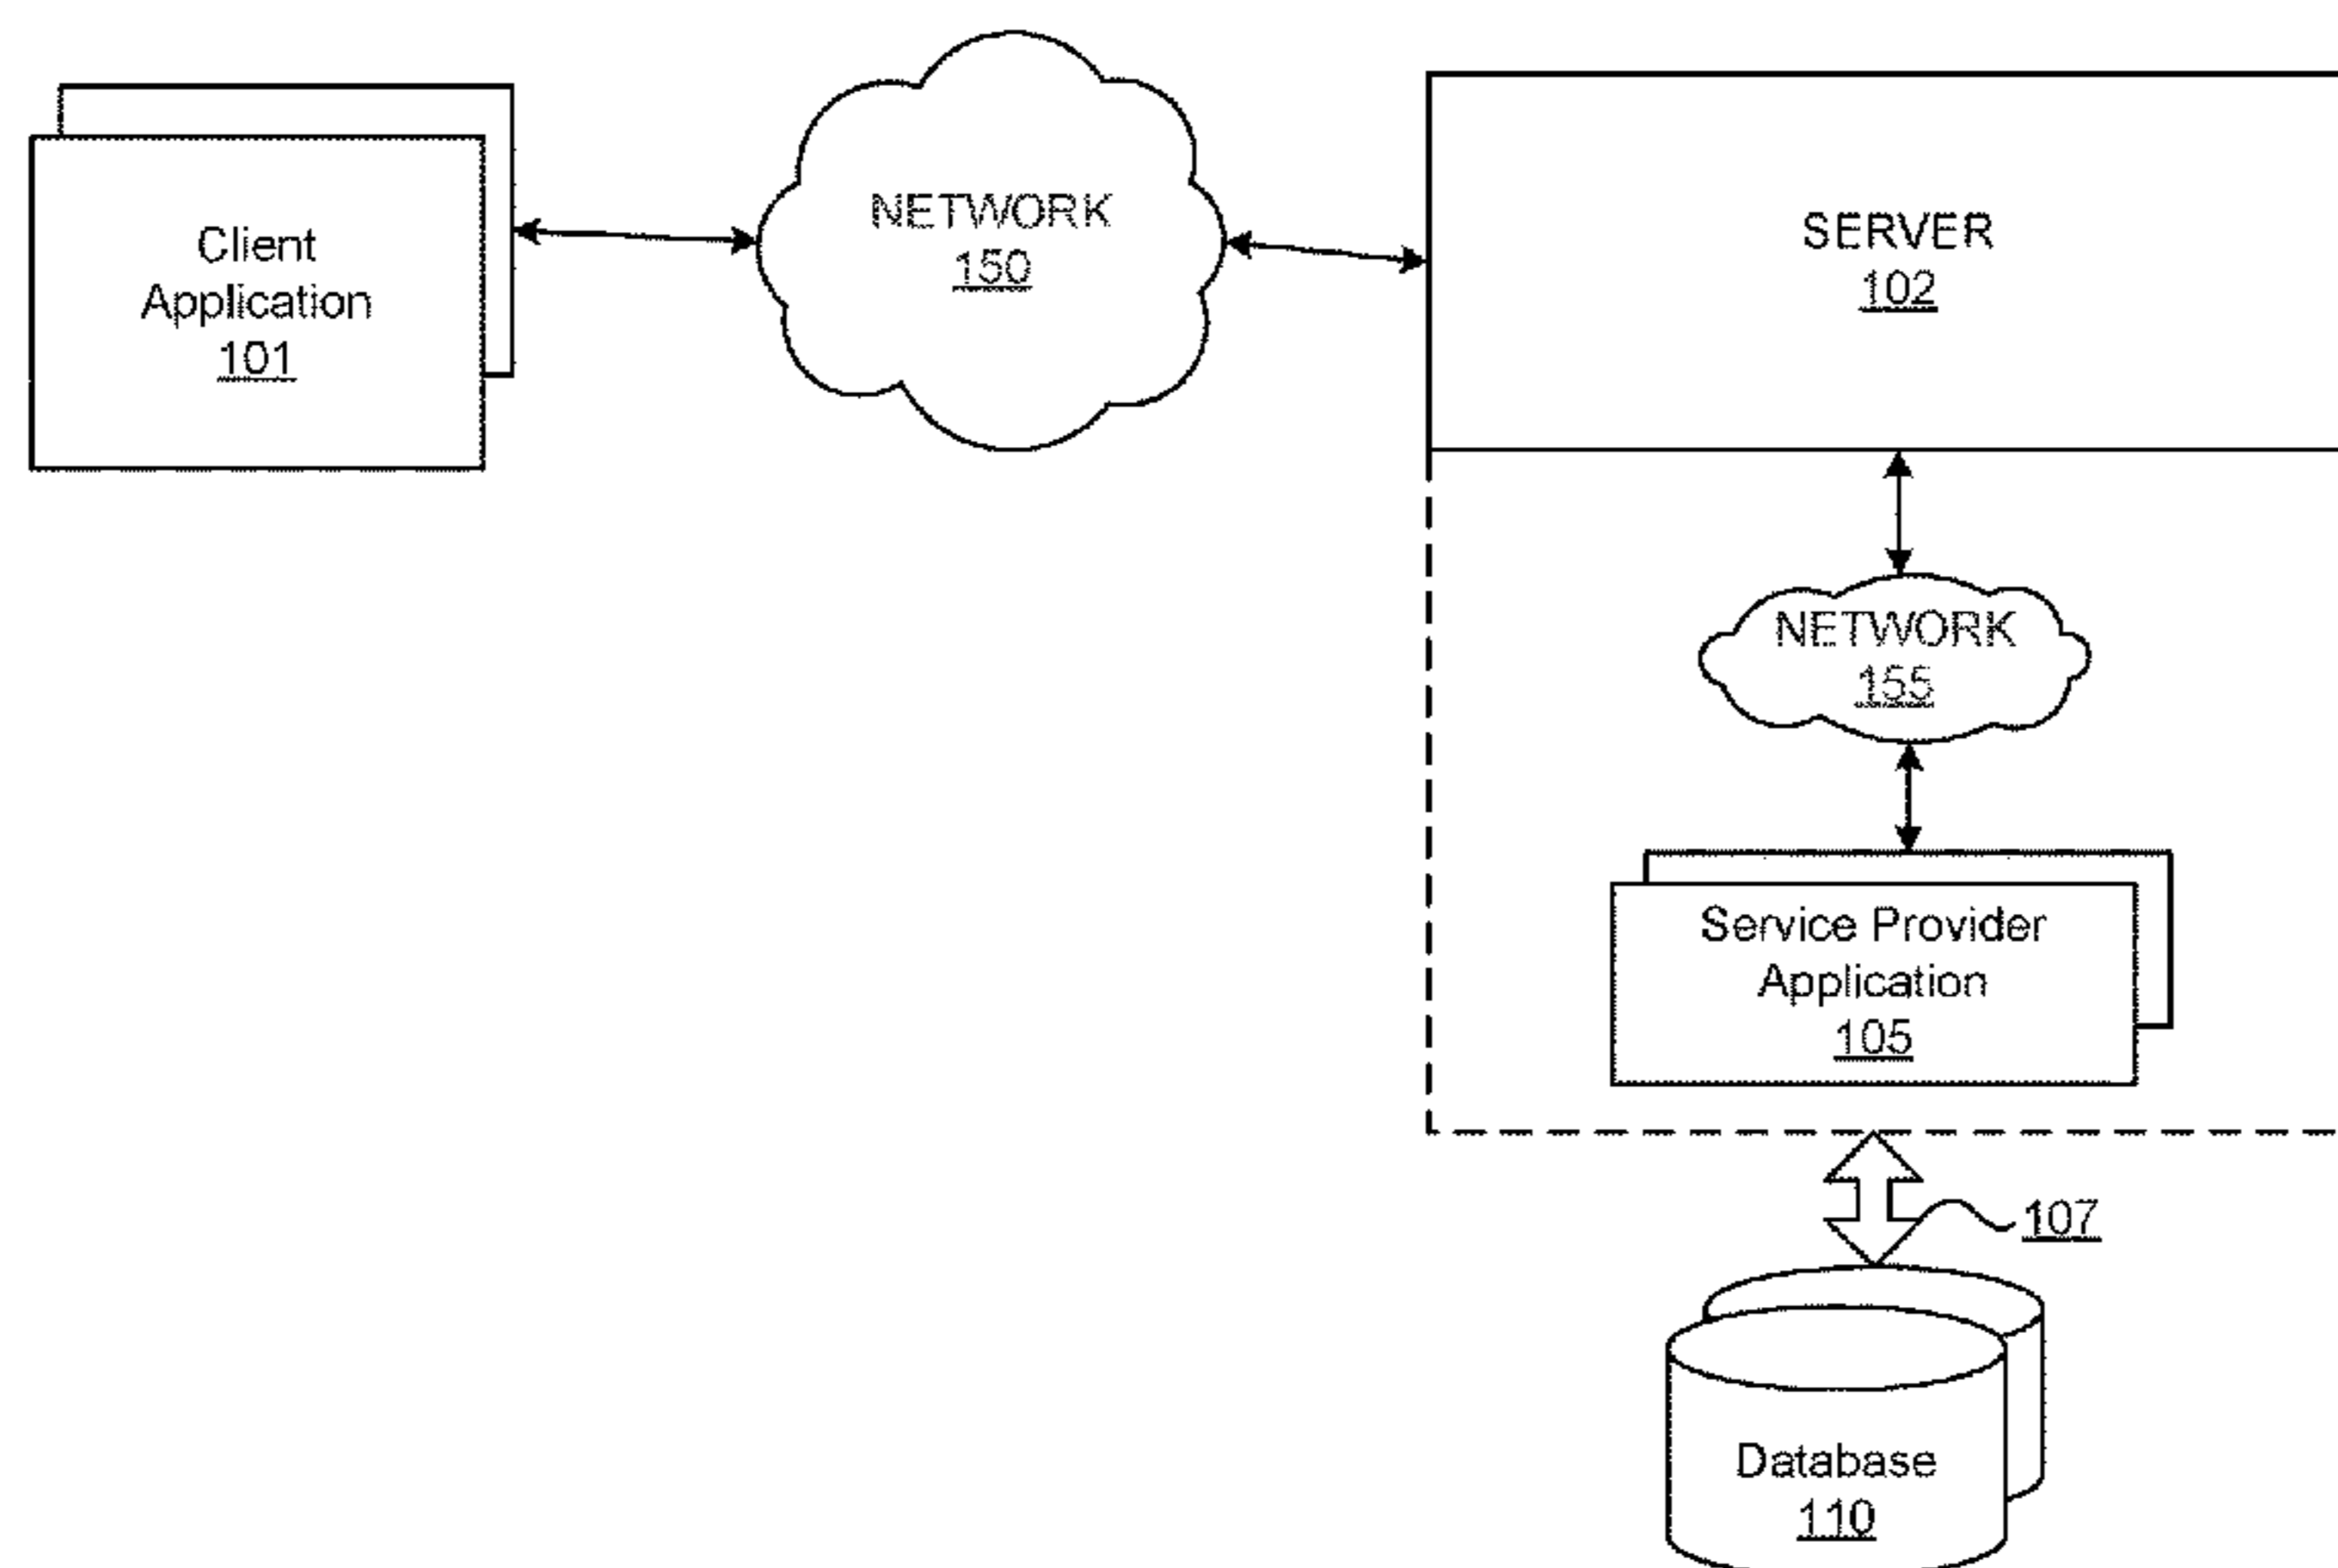 Client
Application
101
NETWORK
150
SERVER
102
NETWORK
155
Service Provider
Application
105
107
Database
110